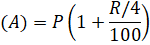 (A) = P(1 + (R/4)/100)